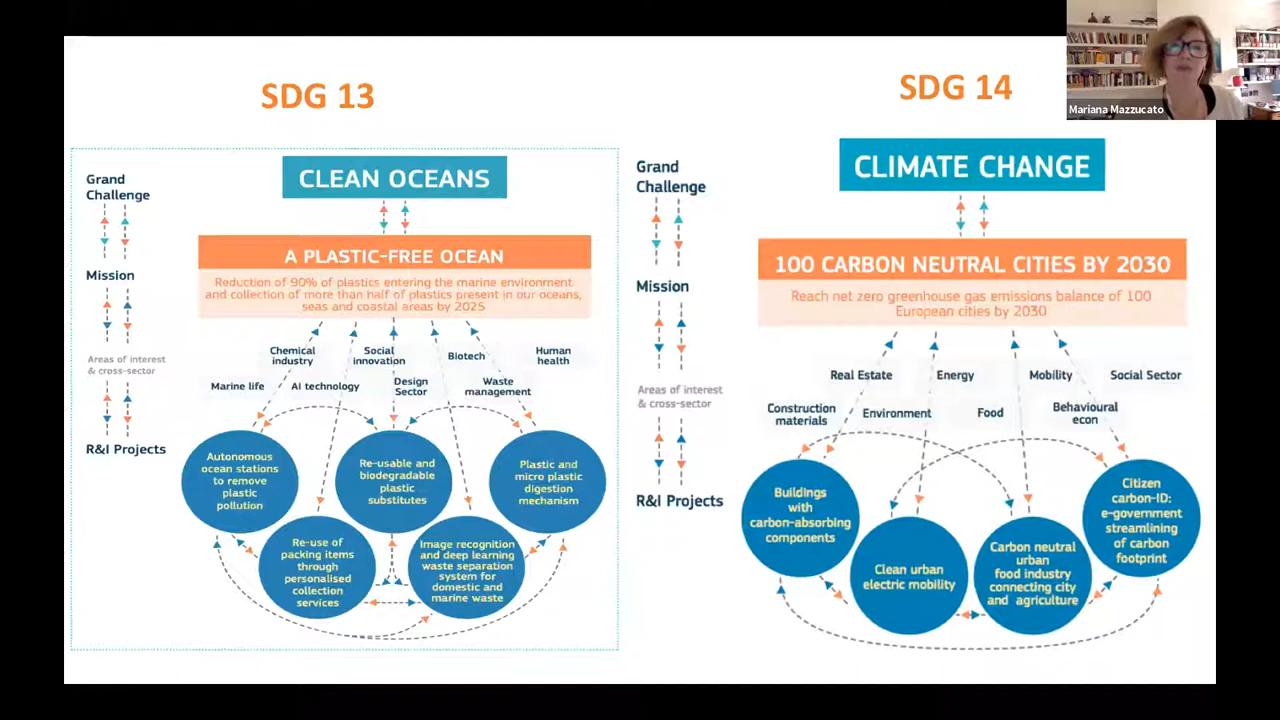 SDG 13
Grand
Challenge
Mission
Areas of interest
& cross-sector
R&I Projects
CLEAN OCEANS
A PLASTIC-FREE OCEAN
Reduction of 90% of plastics entering the marine environment
and collection of more than half of plastics present in our oceans,
seas and coastal areas by 2025
Chemical
industry
Social
innovation
Biotech
Human
health
Marine life
AI technology
Design
Sector
Waste
management
Autonomous
ocean stations
to remove
plastic
pollution
Re-usable and
biodegradable
plastic
substitutes
Plastic and
micro plastic
digestion
mechanism
Re-use of
packing items
through
personalised
collection
services
Image recognition
and deep learning
waste separation
system for
domestic and
marine waste
SDG 14
Grand
Challenge
Mission
Areas of interest
& cross-sector
R&I Projects
CLIMATE CHANGE
100 CARBON NEUTRAL CITIES BY 2030
Reach net zero greenhouse gas emissions balance of 100
European cities by 2030
Real Estate
Energy
Mobility
Social Sector
Construction
materials
Environment
Food
Behavioural
econ
Buildings
with
carbon-absorbing
components
Clean urban
electric mobility
Carbon neutral
urban
food industry
connecting city
and agriculture
Citizen
carbon-ID:
e-government
streamlining
of carbon
footprint
Mariana Mazzucato